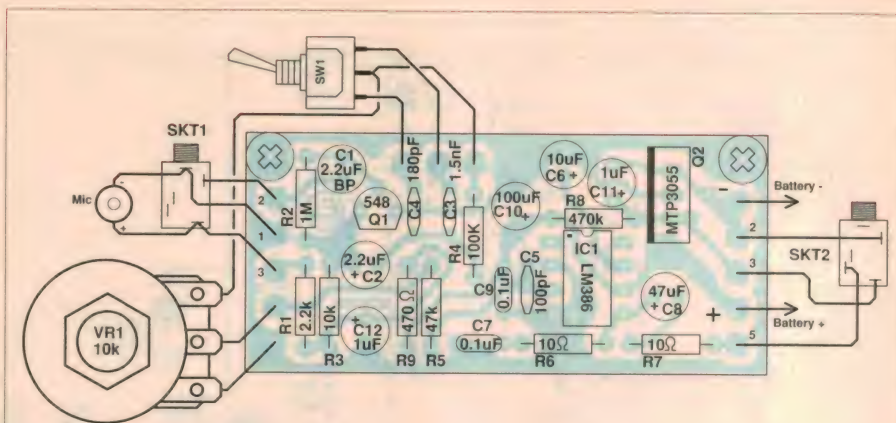 SW1
SKT1
Mic
-
+
2
1
3
VR1
10k
R2
1M
C1
2.2uF
BP
548
Q1
C4
180pF
C3
1.5nF
R4
100K
2.2uF
+ C2
R1
2.2k
10k
R3
+
C12
1uF
470Ω
R9
47k
R5
10uF
C6 +
1uF
C11+
100uF
C10+
R8
470k
IC1
LM386
C9
0.1uF
C5
100pF
C7
0.1uF
10Ω
R6
47uF
+ C8
10Ω
R7
MTP3055
Q2
-
Battery -
2
3
SKT2
+
Battery +
5